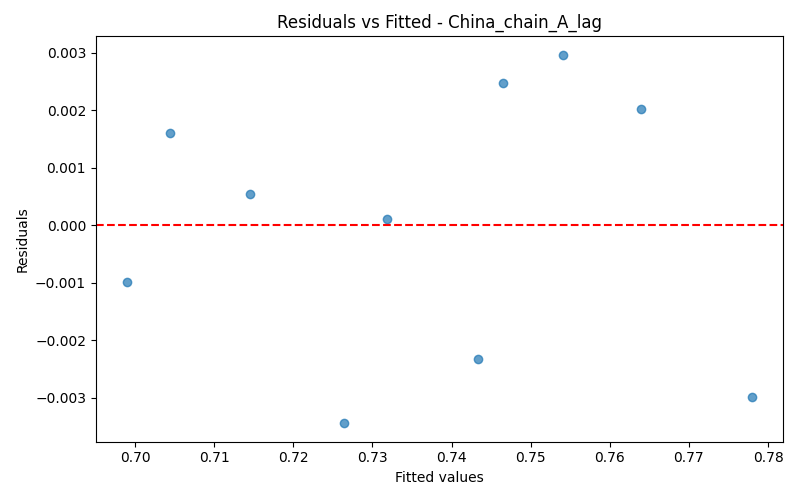 Residuals vs Fitted - China_chain_A_lag
Residuals
0.003
0.002
0.001
0.000
−0.001
−0.002
−0.003
0.70 0.71 0.72 0.73 0.74 0.75 0.76 0.77 0.78
Fitted values